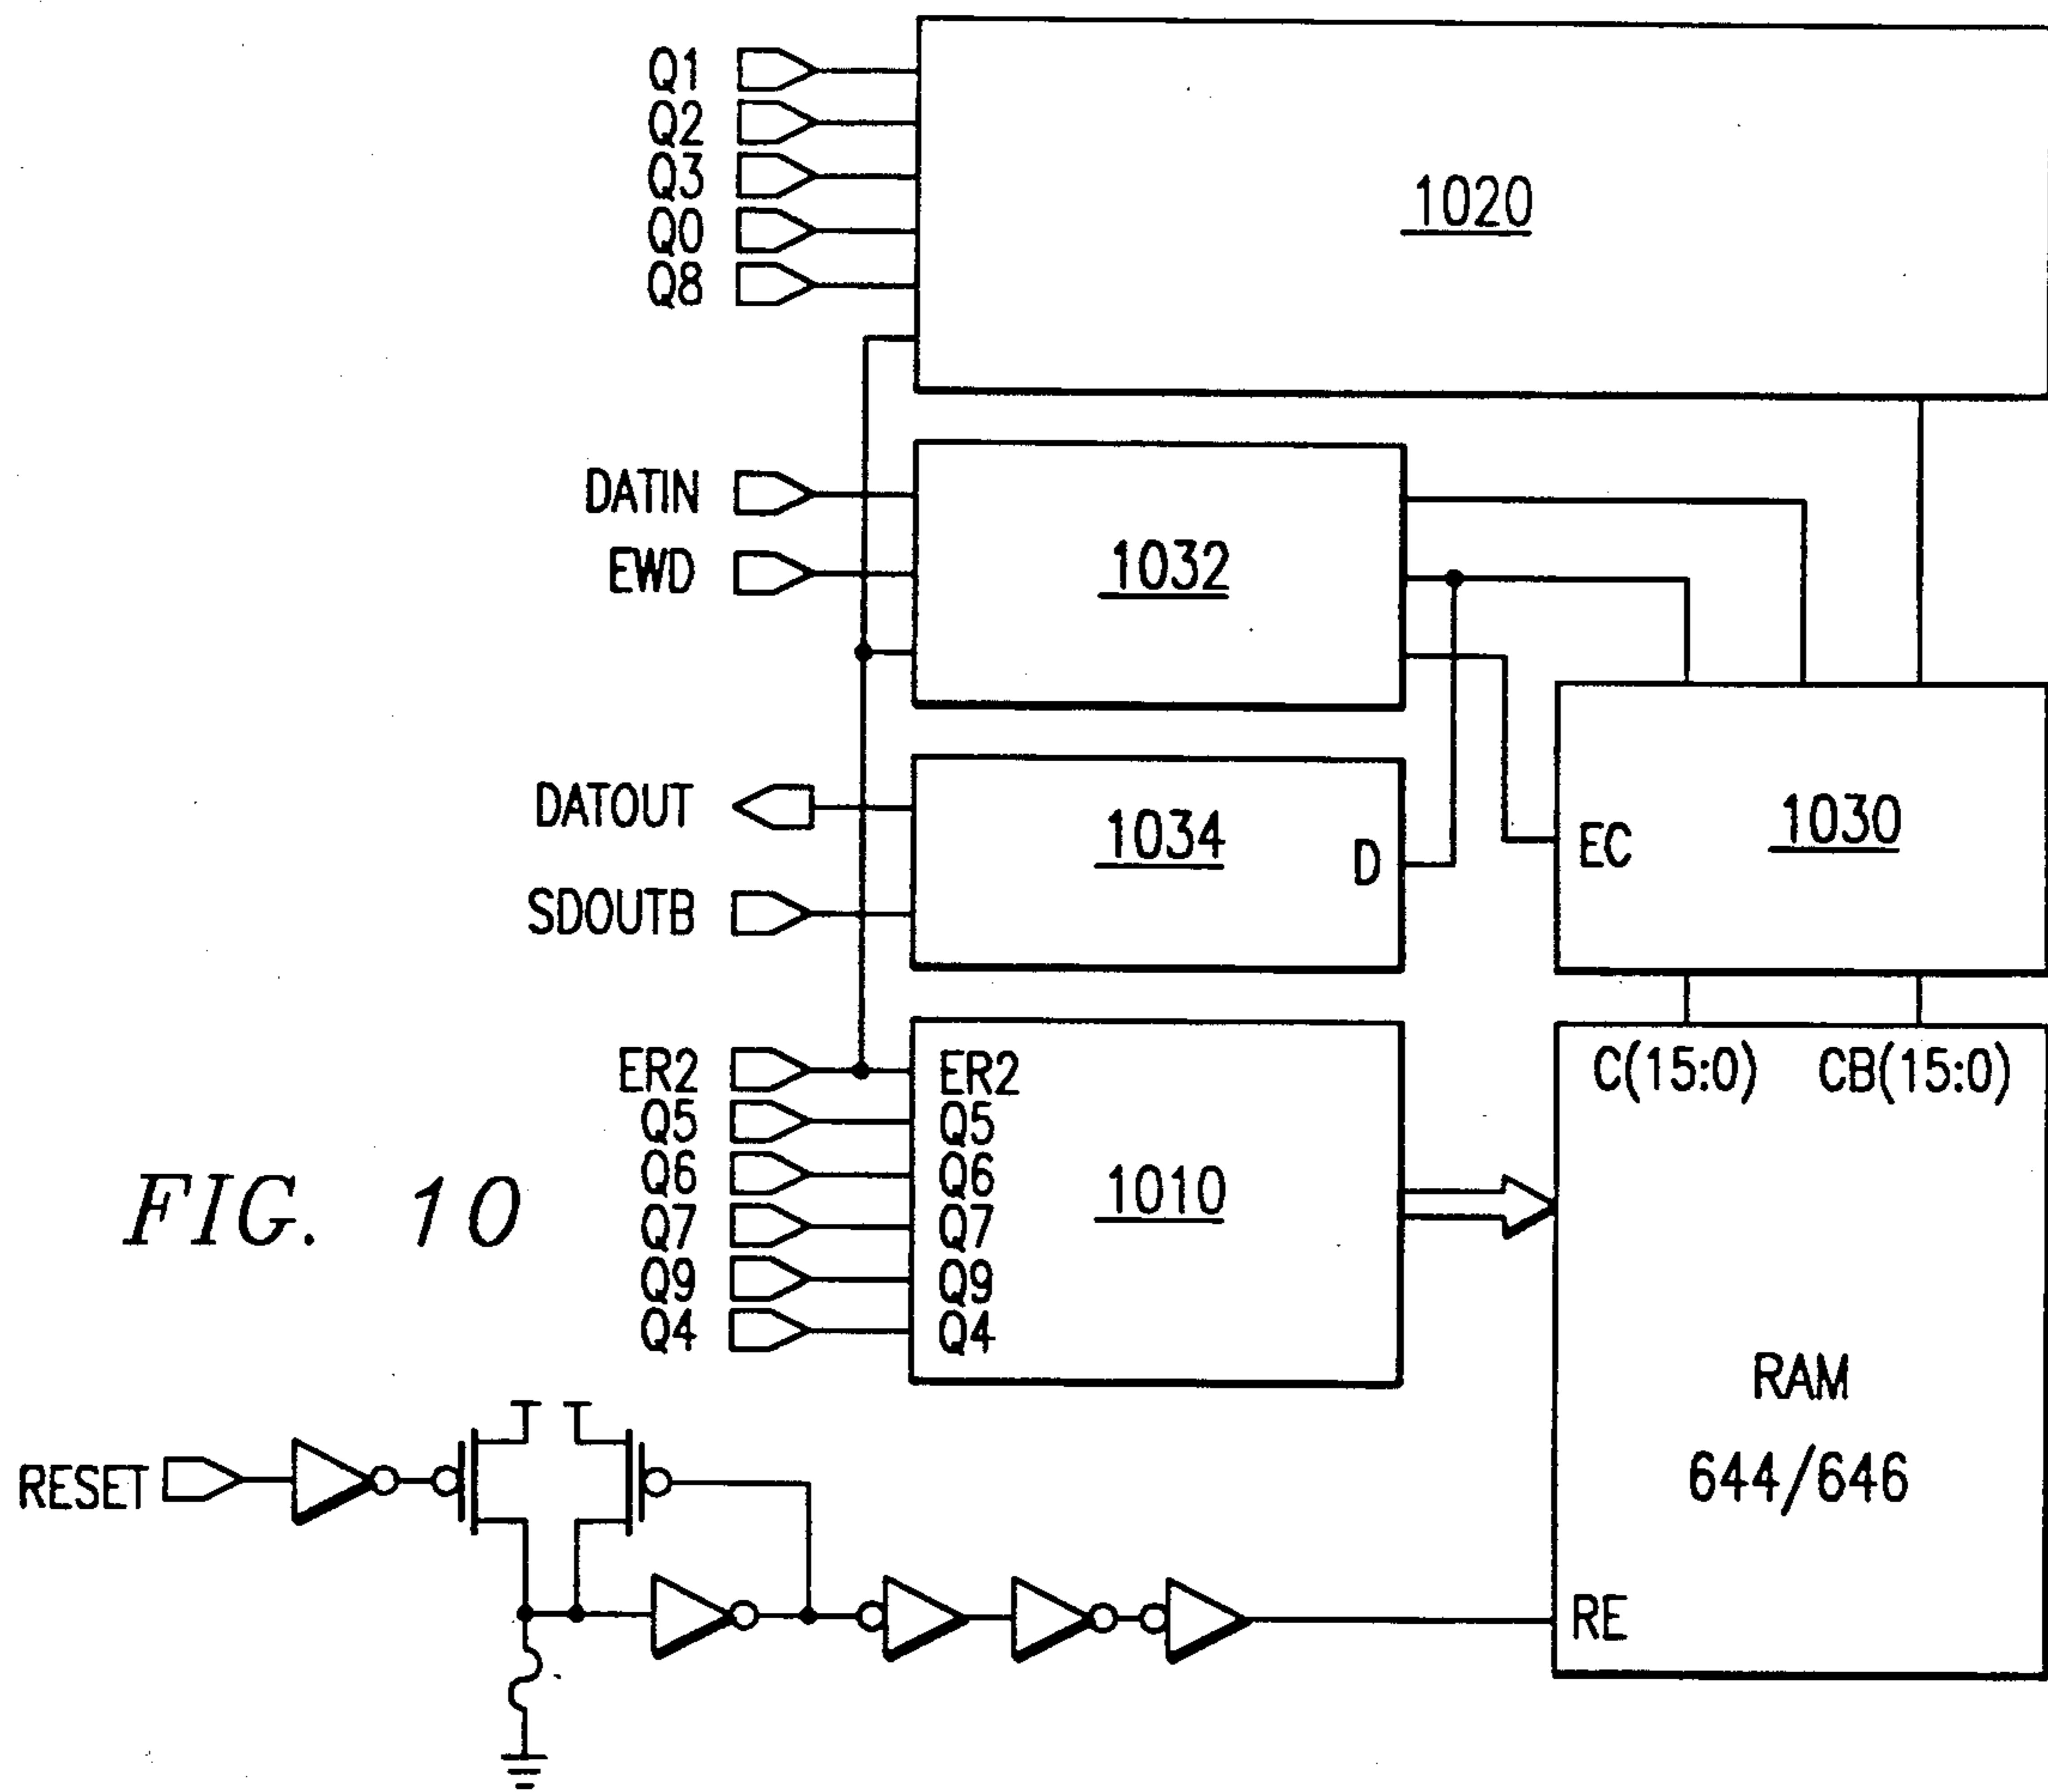 Q1
Q2
Q3
Q0
Q8
1020
DATIN
EWD
1032
DATOUT
SDOUTB
1034
D
EC
1030
ER2
Q5
Q6
Q7
Q9
Q4
ER2
Q5
Q6
Q7
Q9
Q4
1010
C(15:0) CB(15:0)
RAM
644/646
RE
FIG. 10
RESET